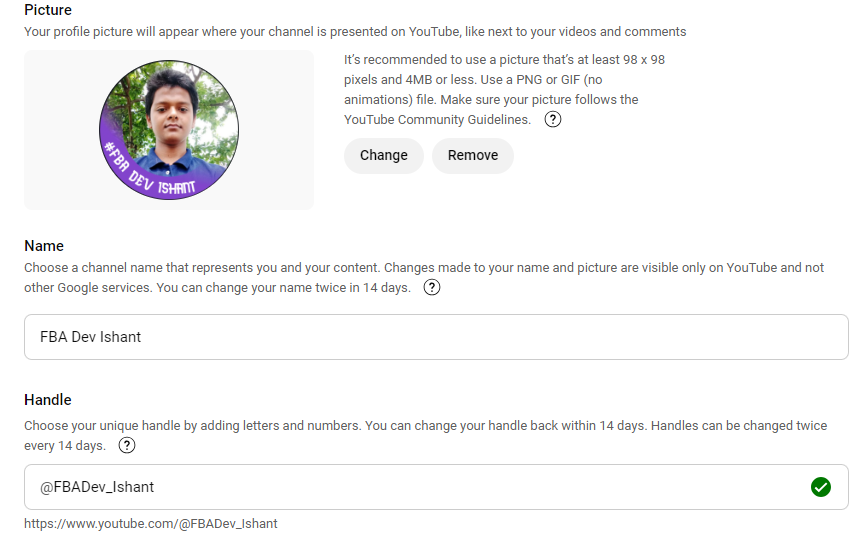 Picture
Your profile picture will appear where your channel is presented on YouTube, like next to your videos and comments
#FBA DEV ISHANT
It’s recommended to use a picture that’s at least 98 x 98
pixels and 4MB or less. Use a PNG or GIF (no
animations) file. Make sure your picture follows the
YouTube Community Guidelines. ?
Change Remove
Name
Choose a channel name that represents you and your content. Changes made to your name and picture are visible only on YouTube and not
other Google services. You can change your name twice in 14 days. ?
FBA Dev Ishant
Handle
Choose your unique handle by adding letters and numbers. You can change your handle back within 14 days. Handles can be changed twice
every 14 days. ?
@FBADev_Ishant
https://www.youtube.com/@FBADev_Ishant